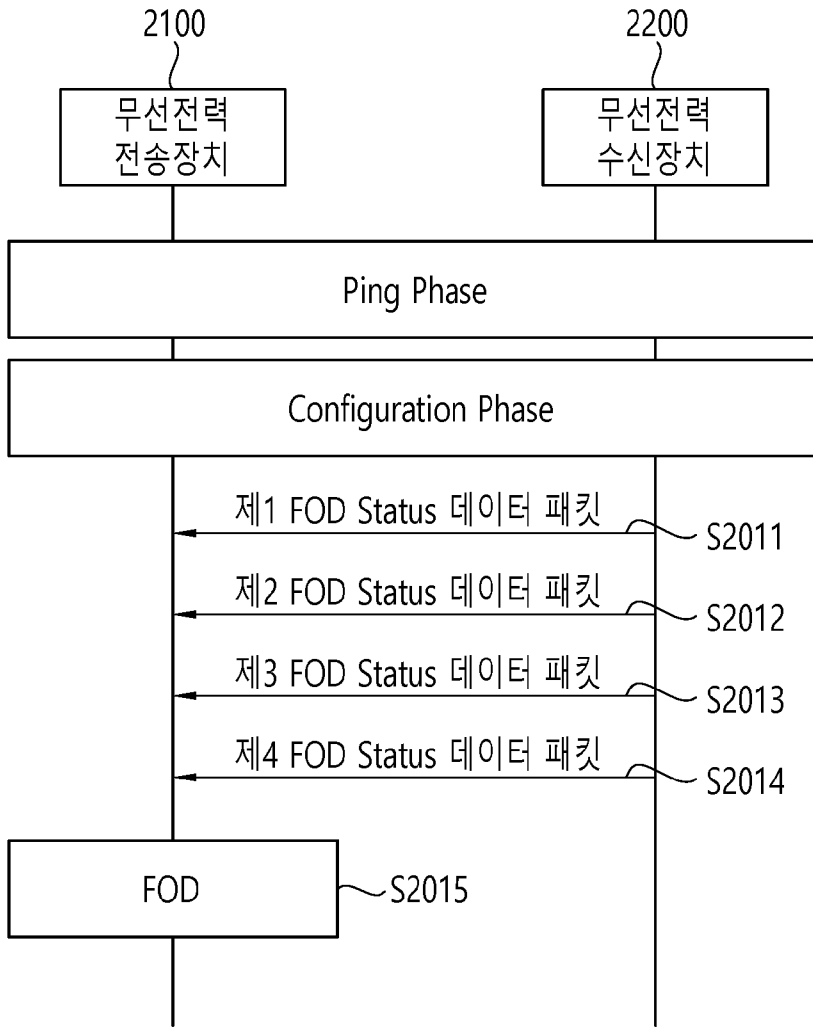 2100
2200
무선전력
전송장치
무선전력
수신장치
Ping Phase
Configuration Phase
제1 FOD Status 데이터 패킷
S2011
제2 FOD Status 데이터 패킷
S2012
제3 FOD Status 데이터 패킷
S2013
제4 FOD Status 데이터 패킷
S2014
FOD
S2015